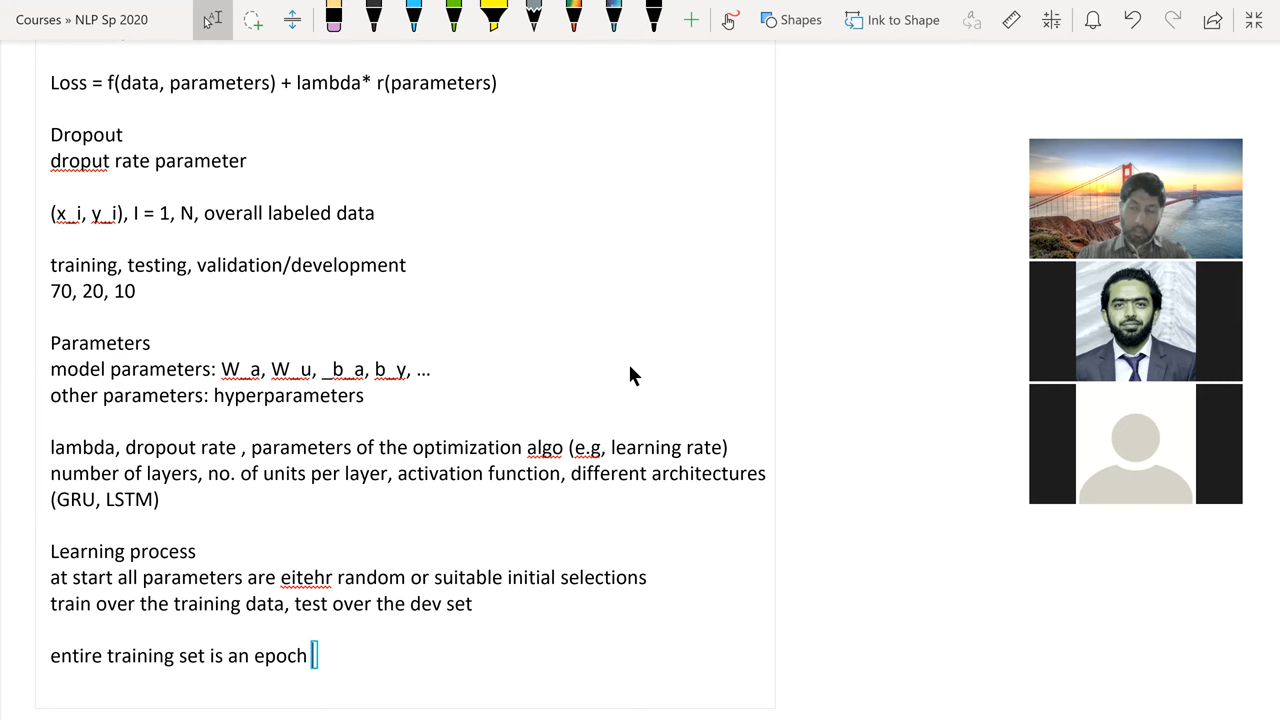 Courses » NLP Sp 2020
Shapes
Ink to Shape
Loss = f(data, parameters) + lambda* r(parameters)
Dropout
droput rate parameter
(x_i, y_i), I = 1, N, overall labeled data
training, testing, validation/development
70, 20, 10
Parameters
model parameters: W_a, W_u, _b_a, b_y, ...
other parameters: hyperparameters
lambda, dropout rate , parameters of the optimization algo (e.g, learning rate)
number of layers, no. of units per layer, activation function, different architectures
(GRU, LSTM)
Learning process
at start all parameters are eitehr random or suitable initial selections
train over the training data, test over the dev set
entire training set is an epoch